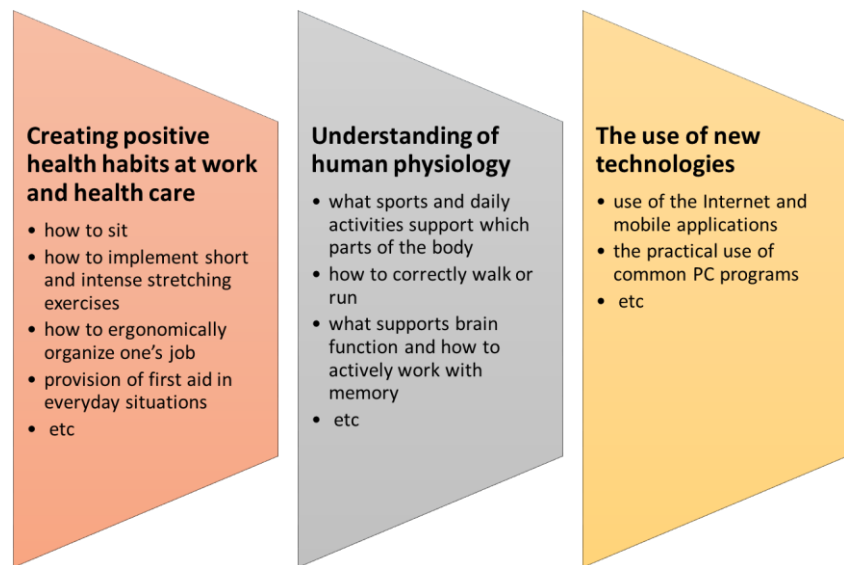 Creating positive
health habits at work
and health care
• how to sit
• how to implement short
and intense stretching
exercises
• how to ergonomically
organize one's job
• provision of first aid in
everyday situations
• etc
Understanding of
human physiology
• what sports and daily
activities support which
parts of the body
• how to correctly walk or
run
• what supports brain
function and how to
actively work with
memory
• etc
The use of new
technologies
• use of the Internet and
mobile applications
• the practical use of
common PC programs
• etc